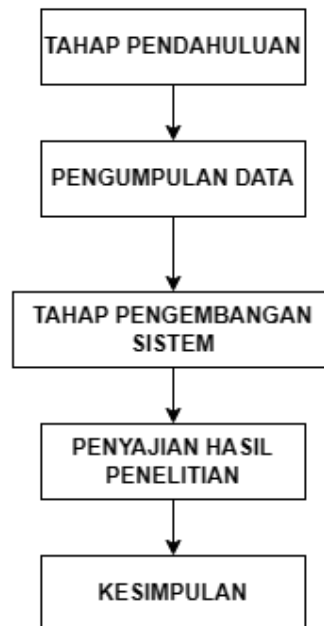 TAHAP PENDAHULUAN
PENGUMPULAN DATA
TAHAP PENGEMBANGAN
SISTEM
PENYAJIAN HASIL
PENELITIAN
KESIMPULAN